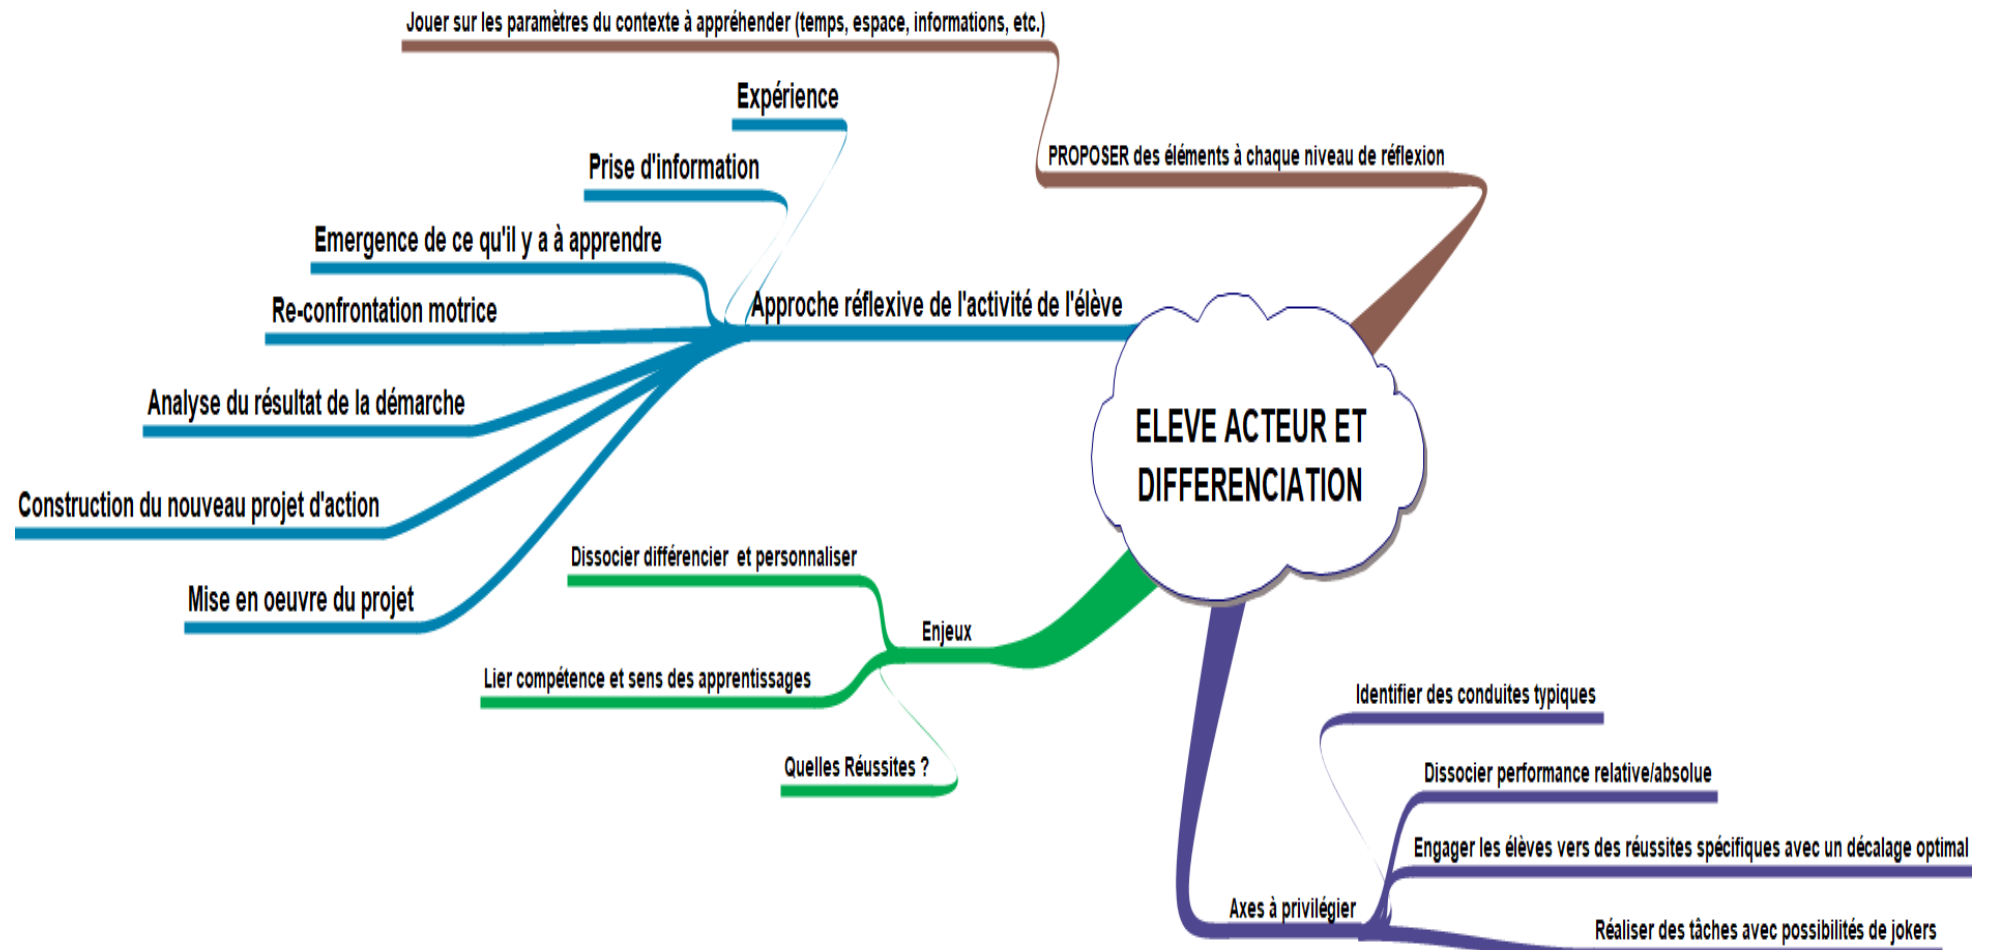 Jouer sur les paramètres du contexte à appréhender (temps, espace, informations, etc.)
PROPOSER des éléments à chaque niveau de réflexion
Expérience
Prise d'information
Emergence de ce qu'il y a à apprendre
Re-confrontation motrice
Approche réflexive de l'activité de l'élève
Analyse du résultat de la démarche
Construction du nouveau projet d'action
Mise en oeuvre du projet
ELEVE ACTEUR ET
DIFFERENCIATION
Dissocier différencier et personnaliser
Enjeux
Lier compétence et sens des apprentissages
Quelles Réussites ?
Identifier des conduites typiques
Dissocier performance relative/absolue
Engager les élèves vers des réussites spécifiques avec un décalage optimal
Axes à privilégier
Réaliser des tâches avec possibilités de jokers